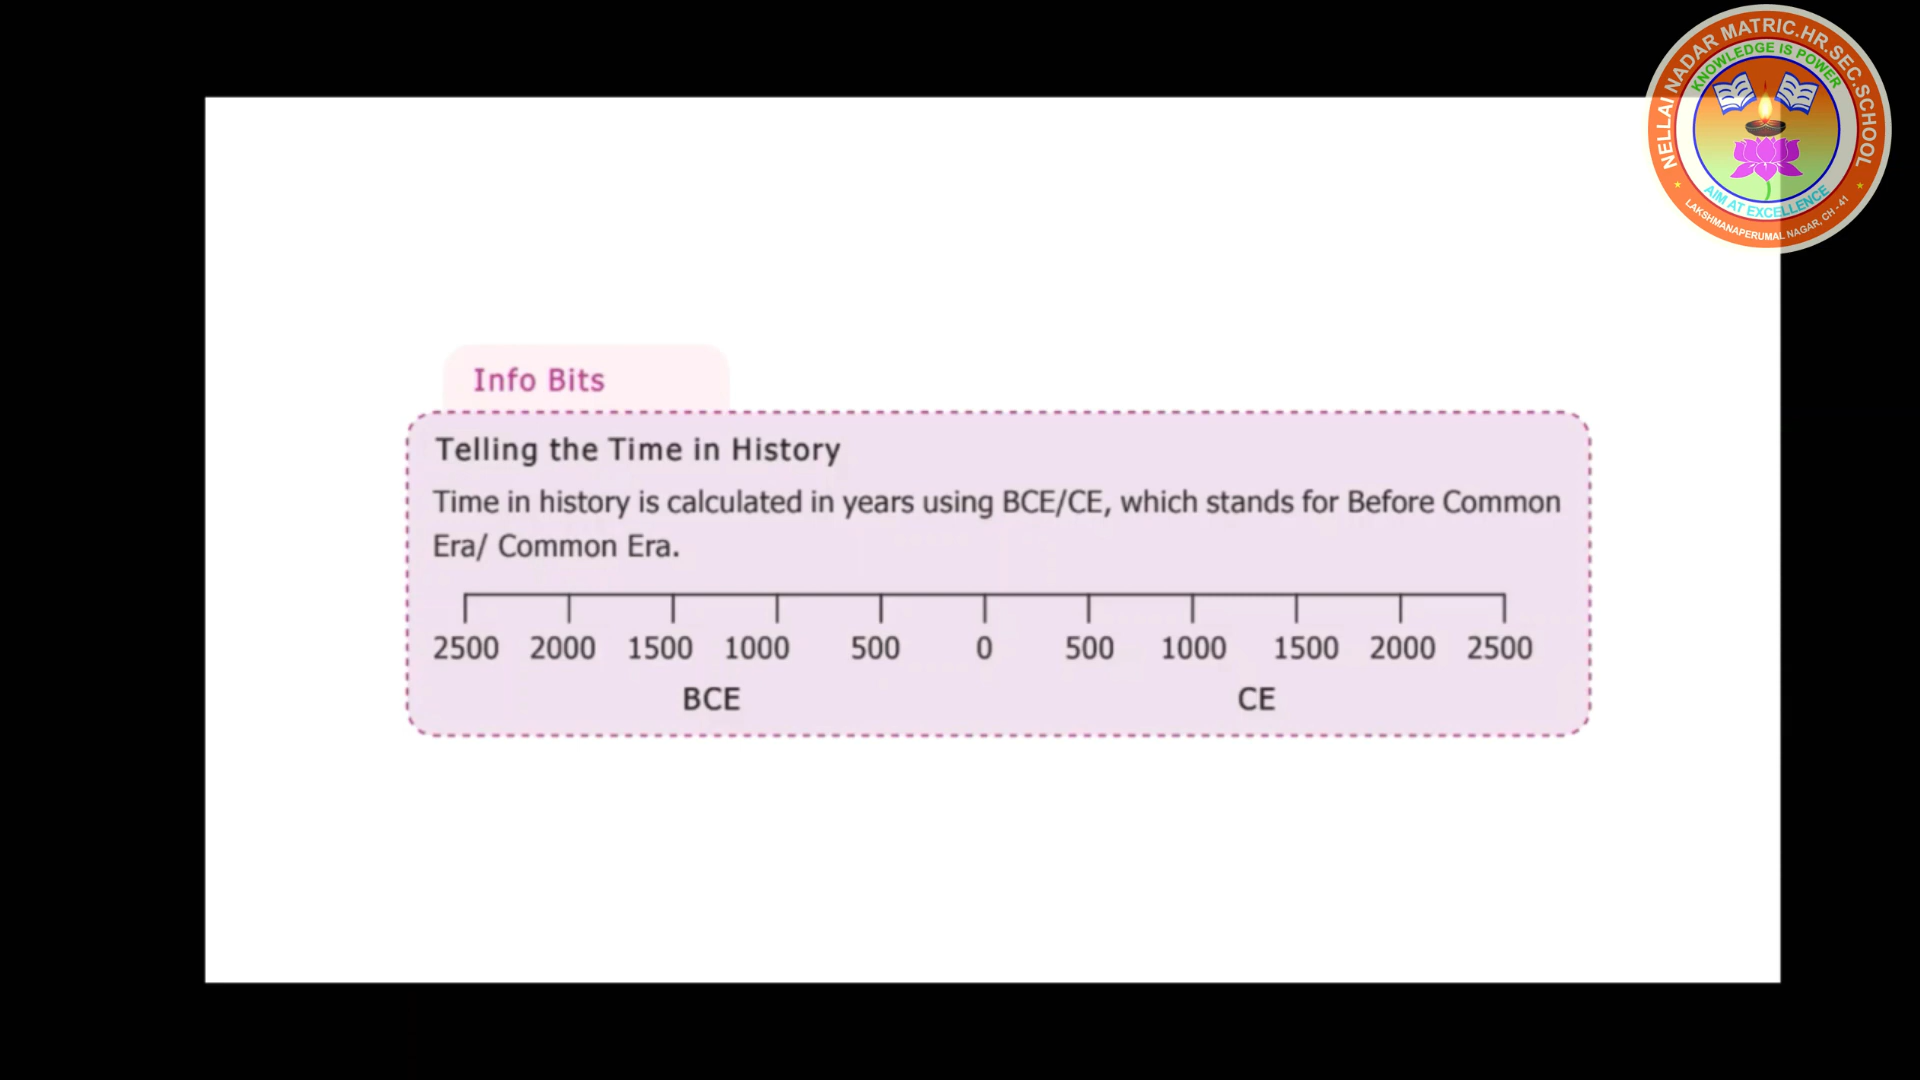 NELLAI NADAR MATRIC.HR.SEC.SCHOOL
KNOWLEDGE IS POWER
AIM AT EXCELLENCE
LAKSHMANAPERUMAL NAGAR, CH - 41
Info Bits
Telling the Time in History
Time in history is calculated in years using BCE/CE, which stands for Before Common
Era/ Common Era.
2500 2000 1500 1000 500 0 500 1000 1500 2000 2500
BCE CE